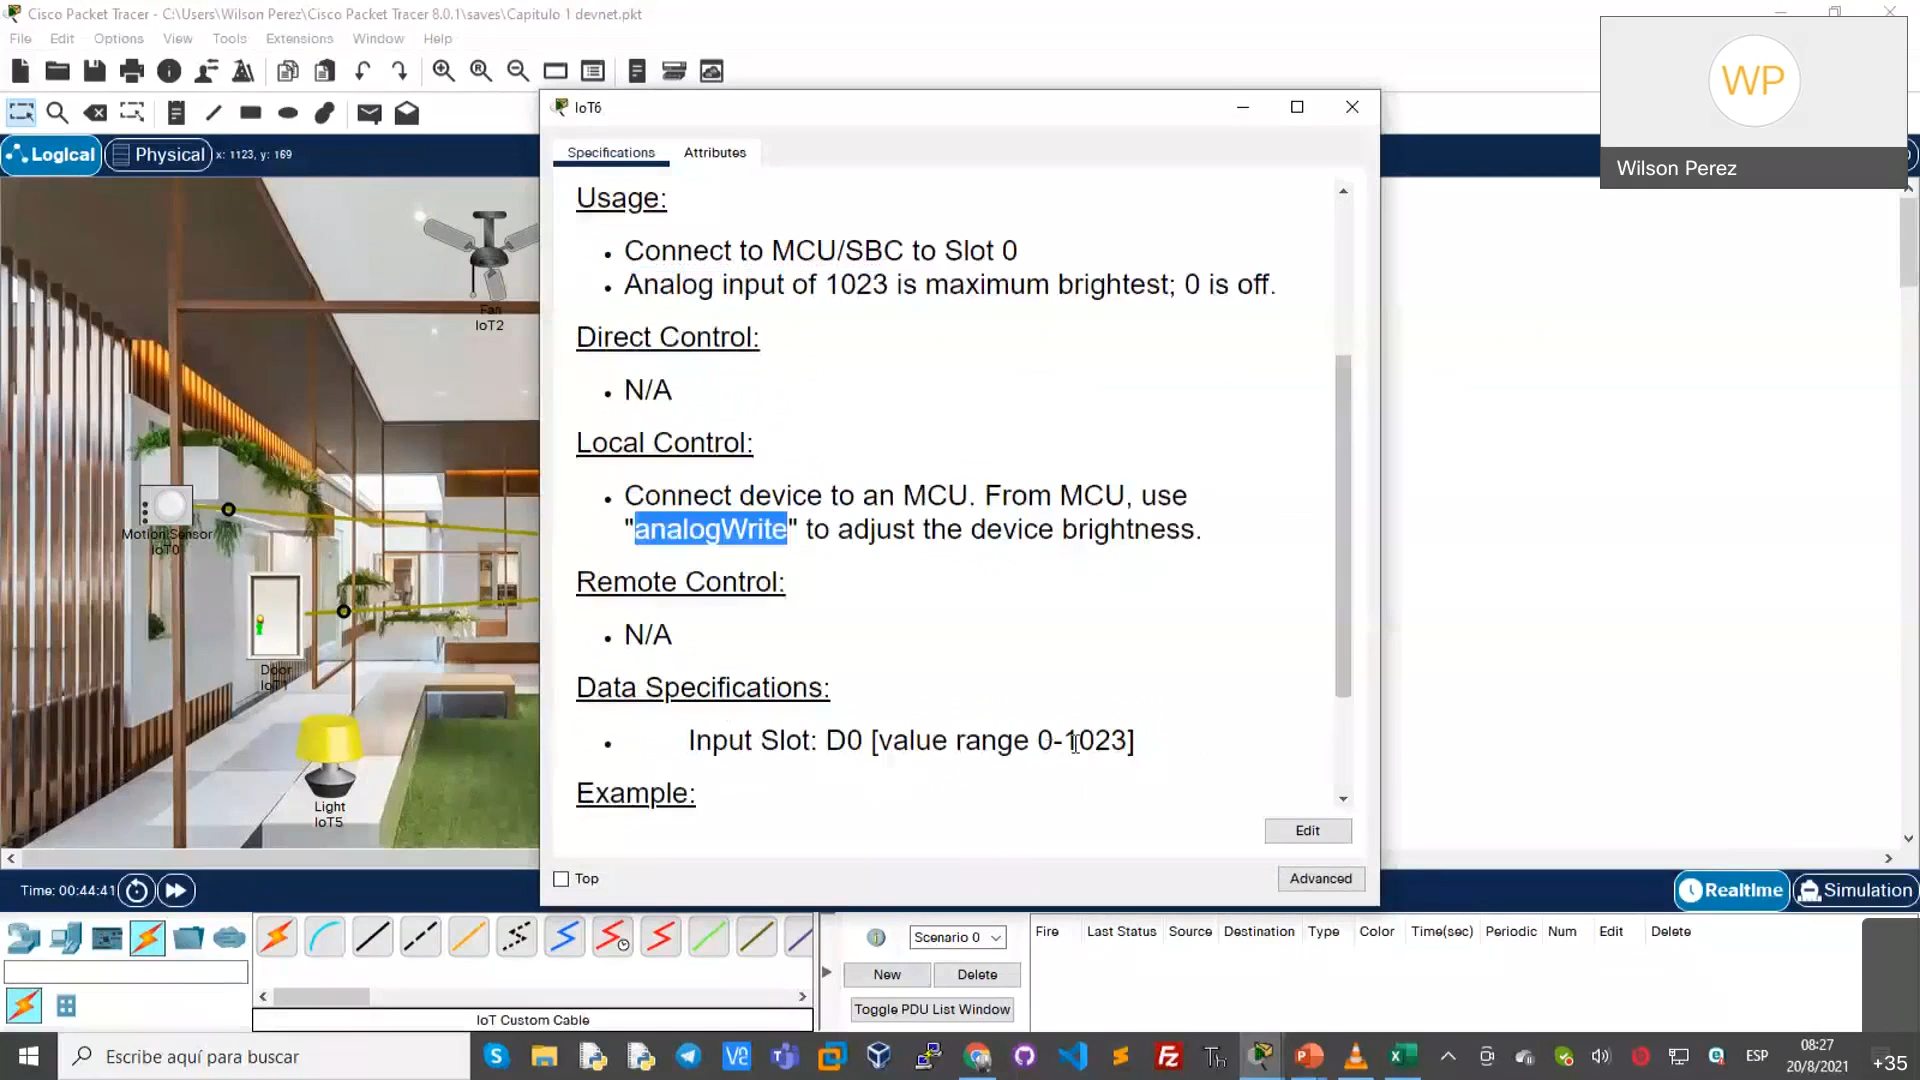 Cisco Packet Tracer - C:\Users\Wilson Perez\Cisco Packet Tracer 8.0.1\saves\Capitulo 1 devnet.pkt
File Edit Options View Tools Extensions Window Help
WP
Wilson Perez
Logical
Physical
x: 1123, y: 169
IoT6
Specifications
Attributes
Usage:
• Connect to MCU/SBC to Slot 0
• Analog input of 1023 is maximum brightest; 0 is off.
Direct Control:
• N/A
Local Control:
• Connect device to an MCU. From MCU, use
"analogWrite" to adjust the device brightness.
Remote Control:
• N/A
Data Specifications:
• Input Slot: D0 [value range 0-1023]
Example:
Edit
Top
Advanced
Fan
IoT2
Motion Sensor
IoT0
Door
IoT1
Light
IoT5
Time: 00:44:41
Realtime
Simulation
Scenario 0
New
Delete
Toggle PDU List Window
Fire Last Status Source Destination Type Color Time(sec) Periodic Num Edit Delete
IoT Custom Cable
Escribe aquí para buscar
Th
ESP
08:27
20/8/2021
+35